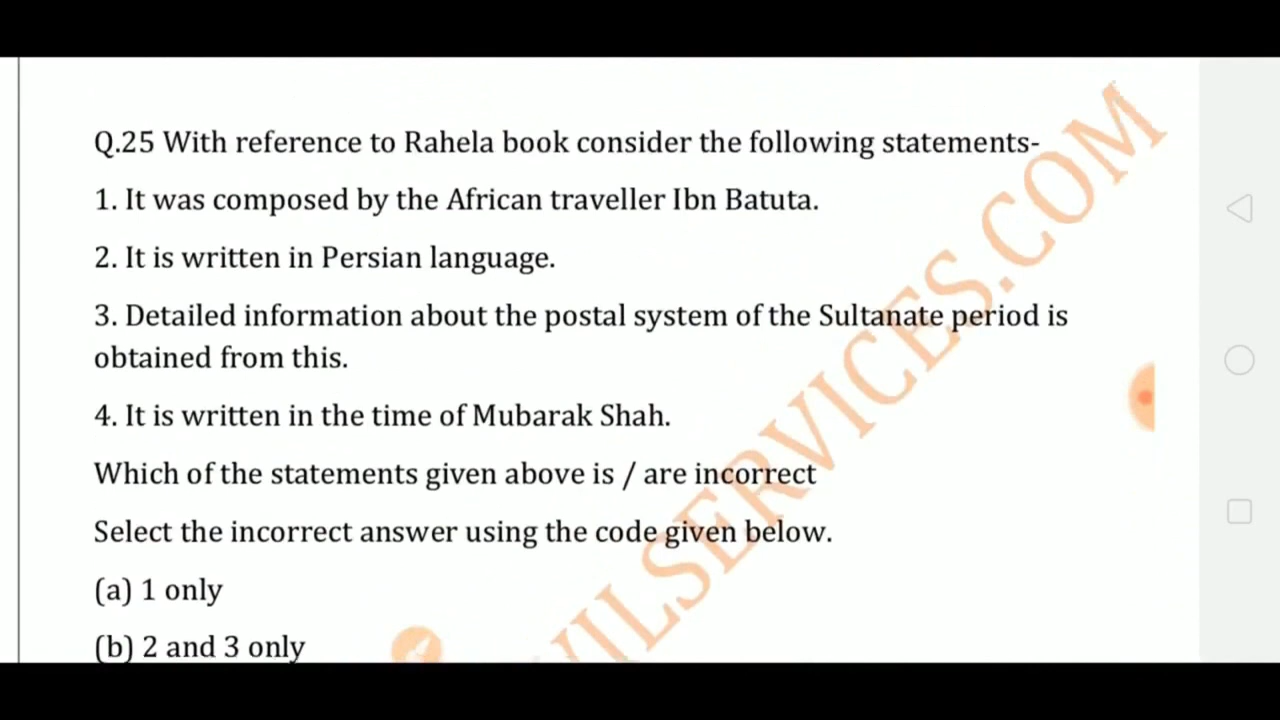 Q.25 With reference to Rahela book consider the following statements-
1. It was composed by the African traveller Ibn Batuta.
2. It is written in Persian language.
3. Detailed information about the postal system of the Sultanate period is
obtained from this.
4. It is written in the time of Mubarak Shah.
Which of the statements given above is / are incorrect
Select the incorrect answer using the code given below.
(a) 1 only
(b) 2 and 3 only
VILSERVICES.COM